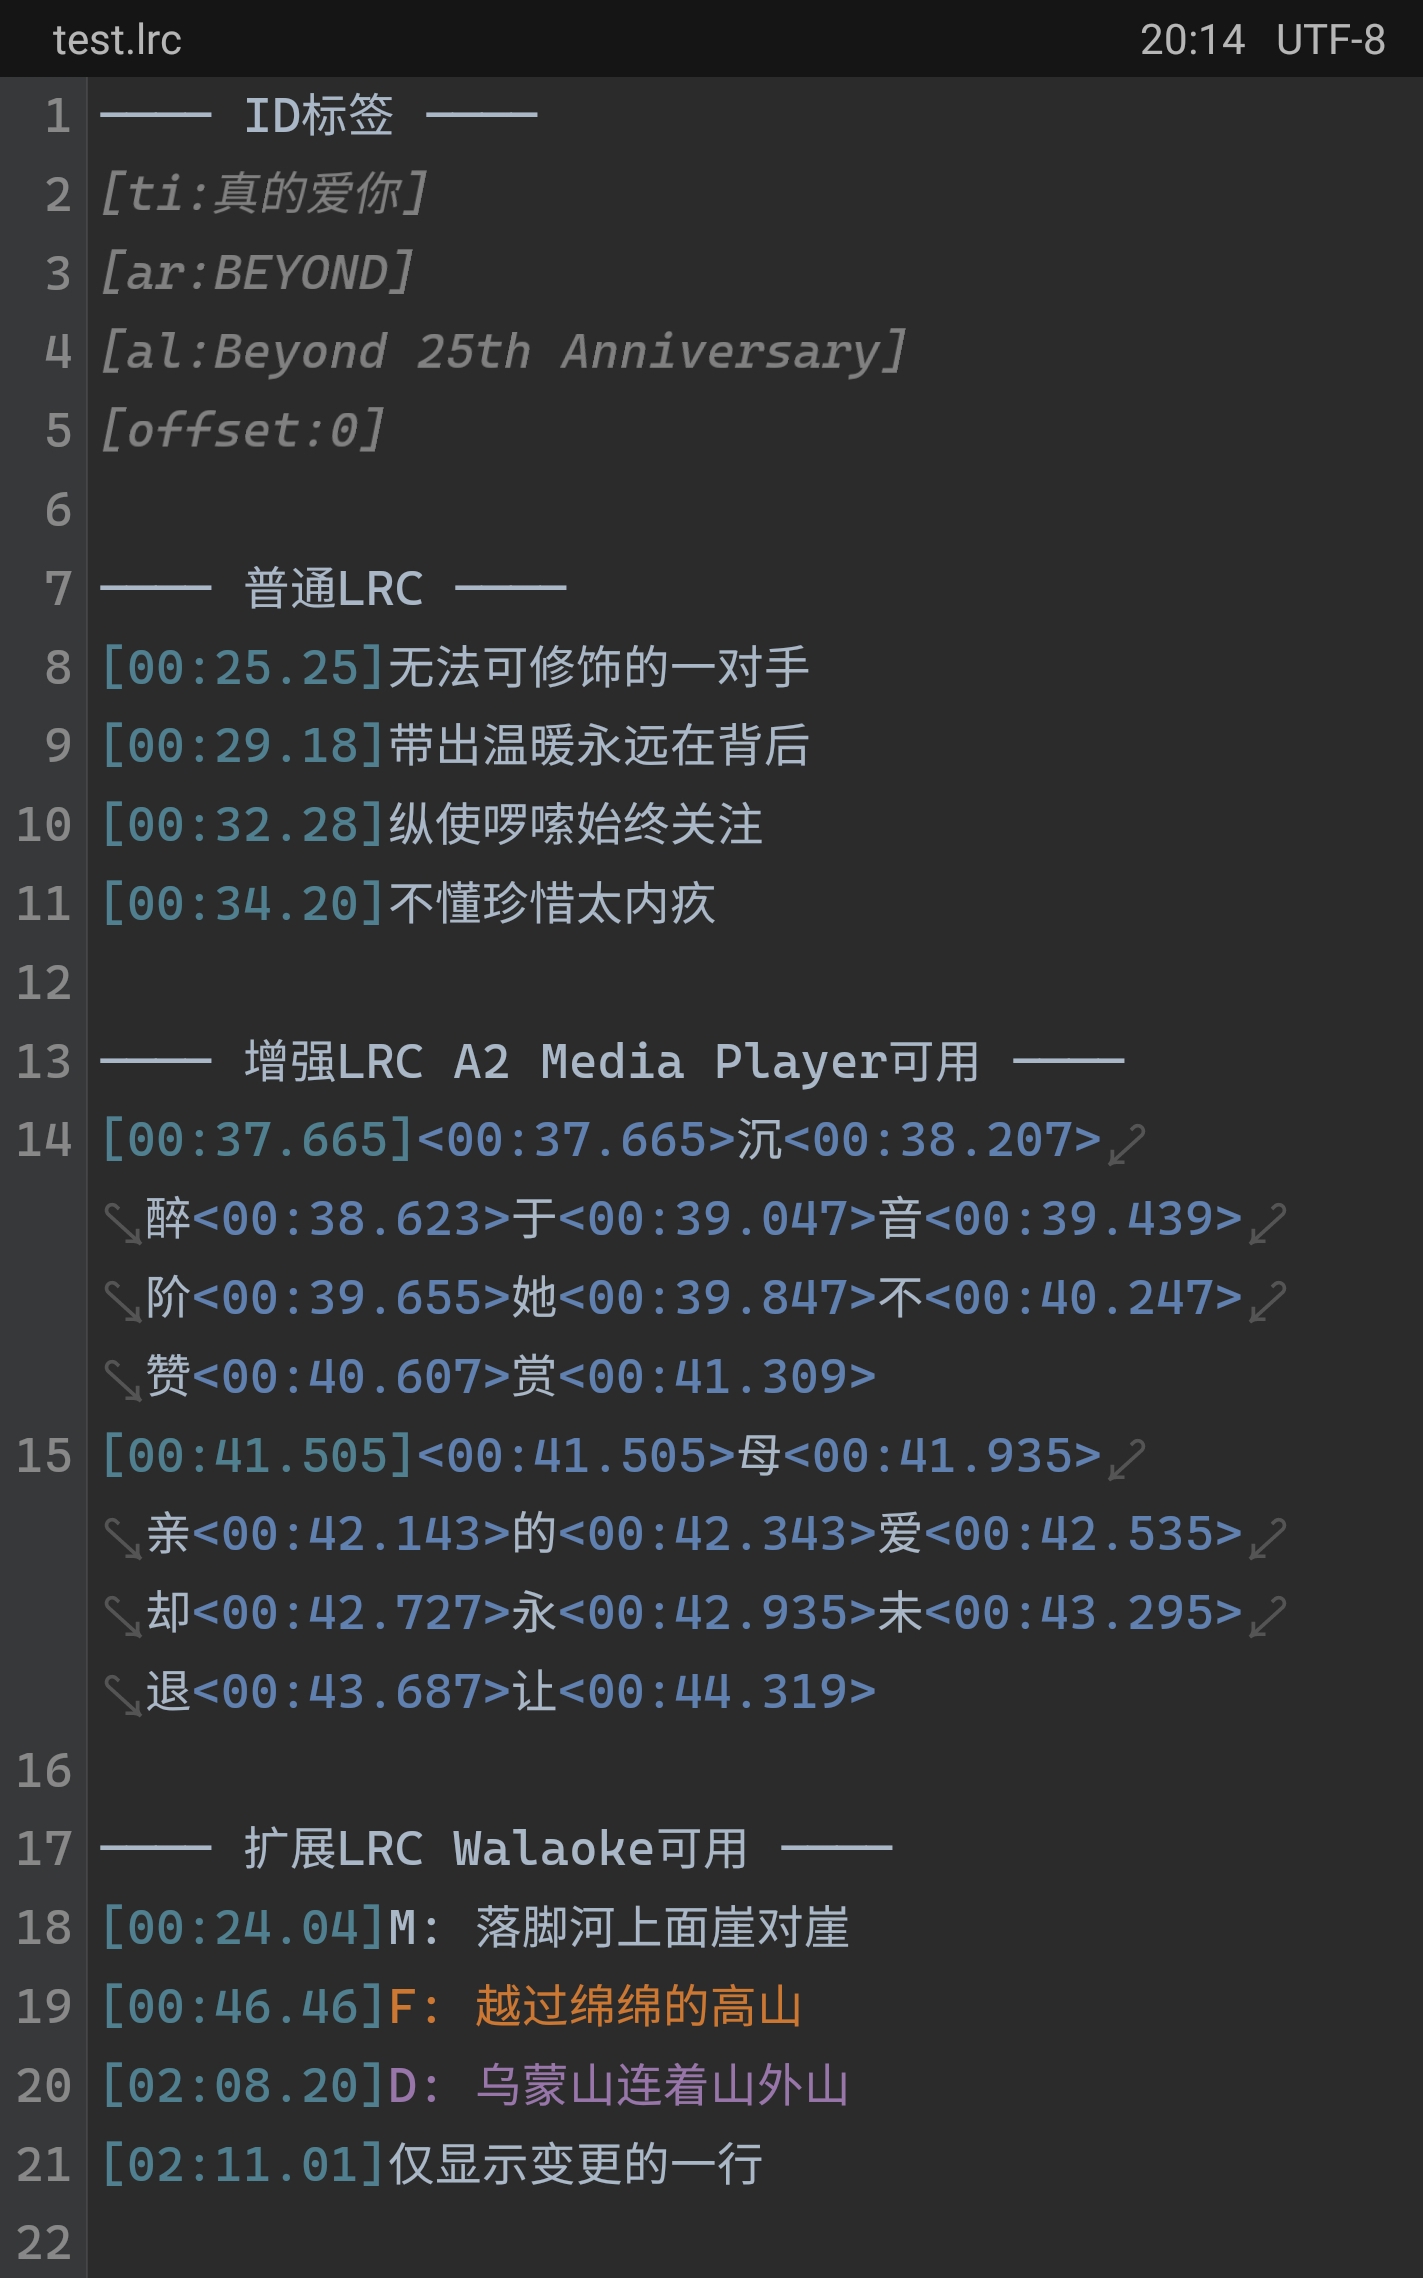 test.lrc 20:14 UTF-8
1 ──── ID标签 ────
2 [ti:真的爱你]
3 [ar:BEYOND]
4 [al:Beyond 25th Anniversary]
5 [offset:0]
6
7 ──── 普通LRC ────
8 [00:25.25]无法可修饰的一对手
9 [00:29.18]带出温暖永远在背后
10 [00:32.28]纵使啰嗦始终关注
11 [00:34.20]不懂珍惜太内疚
12
13 ──── 增强LRC A2 Media Player可用 ────
14 [00:37.665]<00:37.665>沉<00:38.207>
醉<00:38.623>于<00:39.047>音<00:39.439>
阶<00:39.655>她<00:39.847>不<00:40.247>
赞<00:40.607>赏<00:41.309>
15 [00:41.505]<00:41.505>母<00:41.935>
亲<00:42.143>的<00:42.343>爱<00:42.535>
却<00:42.727>永<00:42.935>未<00:43.295>
退<00:43.687>让<00:44.319>
16
17 ──── 扩展LRC Walaoke可用 ────
18 [00:24.04]M: 落脚河上面崖对崖
19 [00:46.46]F: 越过绵绵的高山
20 [02:08.20]D: 乌蒙山连着山外山
21 [02:11.01]仅显示变更的一行
22